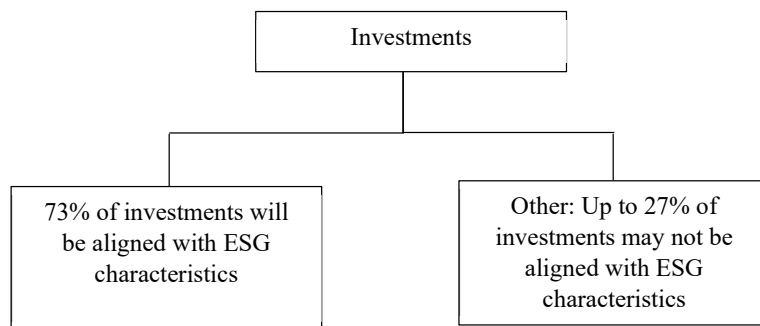 Investments
73% of investments will
be aligned with ESG
characteristics
Other: Up to 27% of
investments may not be
aligned with ESG
characteristics